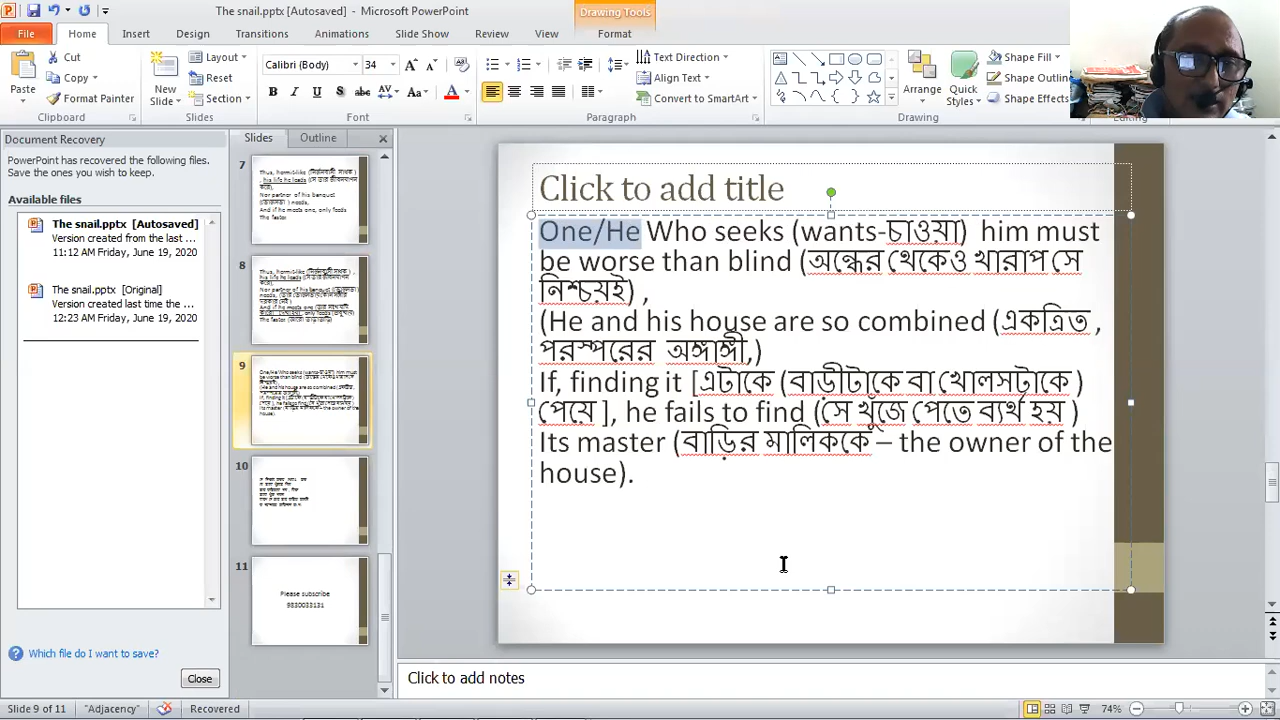 The snail.pptx [Autosaved] - Microsoft PowerPoint
Drawing Tools
File Home Insert Design Transitions Animations Slide Show Review View Format
Paste
Cut
Copy
Format Painter
Clipboard
New Slide
Layout
Reset
Section
Slides
Calibri (Body) 34
Font
Text Direction
Align Text
Convert to SmartArt
Paragraph
Arrange
Quick Styles
Shape Fill
Shape Outline
Shape Effects
Drawing
Editing
Document Recovery
PowerPoint has recovered the following files.
Save the ones you wish to keep.
Available files
The snail.pptx [Autosaved]
Version created from the last ...
11:12 AM Friday, June 19, 2020
The snail.pptx [Original]
Version created last time the ...
12:23 AM Friday, June 19, 2020
Which file do I want to save?
Close
Slides Outline
7
8
9
10
11
Please subscribe
9830033131
Click to add title
One/He Who seeks (wants-চাওয়া) him must
be worse than blind (অন্ধের থেকেও খারাপ সে
নিশ্চয়ই) ,
(He and his house are so combined (একত্রিত ,
পরস্পরের অঙ্গাঙ্গী,)
If, finding it [এটাকে (বাড়ীটাকে বা খোলসটাকে )
পেয়ে ], he fails to find (সে খুঁজে পেতে ব্যর্থ হয় )
Its master (বাড়ির মালিককে – the owner of the
house).
Click to add notes
Slide 9 of 11 "Adjacency" Recovered 74%